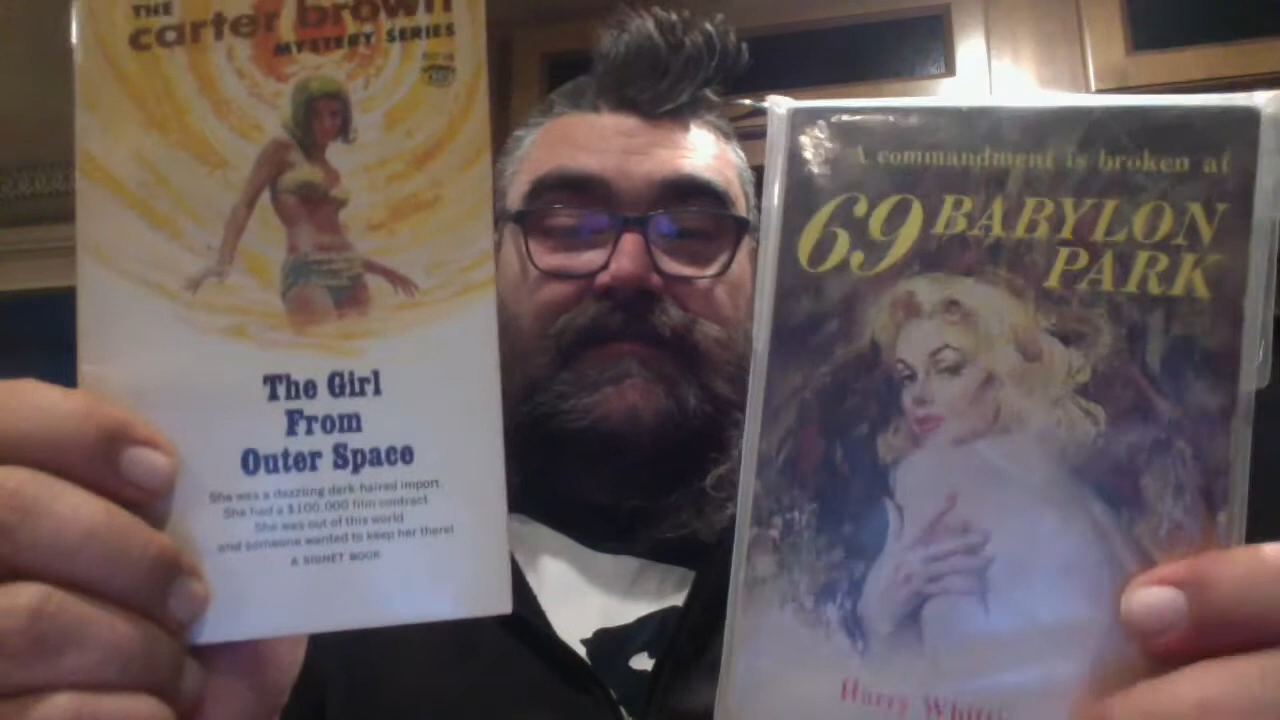 THE
carter brown
MYSTERY SERIES
The Girl
From
Outer Space
She was a dazzling dark-haired import
She had a $100,000 film contract
She was out of this world
and someone wanted to keep her there!
A SIGNET BOOK
A commandment is broken at
69 BABYLON
PARK
Harry